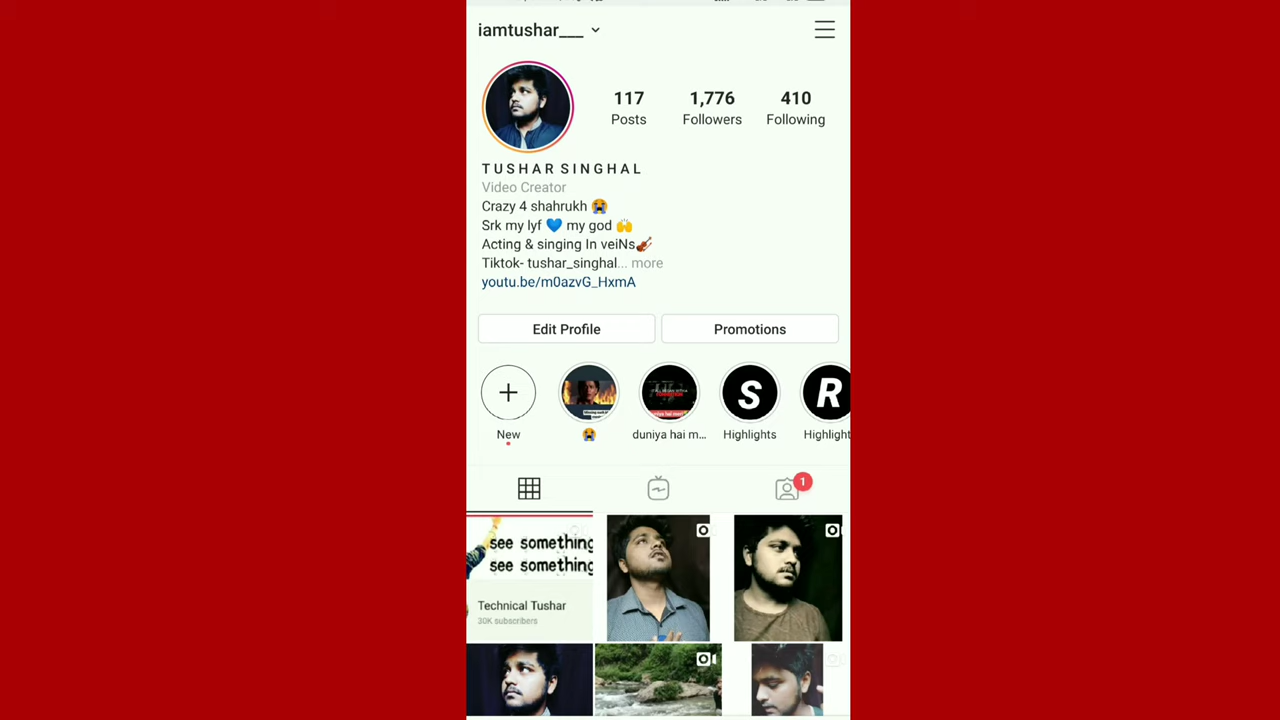 iamtushar___
117
1,776
410
Posts
Followers
Following
TUSHAR SINGHAL
Video Creator
Crazy 4 shahrukh 😭
Srk my lyf 💙 my god 🙌
Acting & singing In veiNs🎻
Tiktok- tushar_singhal... more
youtu.be/m0azvG_HxmA
Edit Profile
Promotions
S
R
New
😭
duniya hai m...
Highlights
Highlight
1
see something
see something
Technical Tushar
30K subscribers